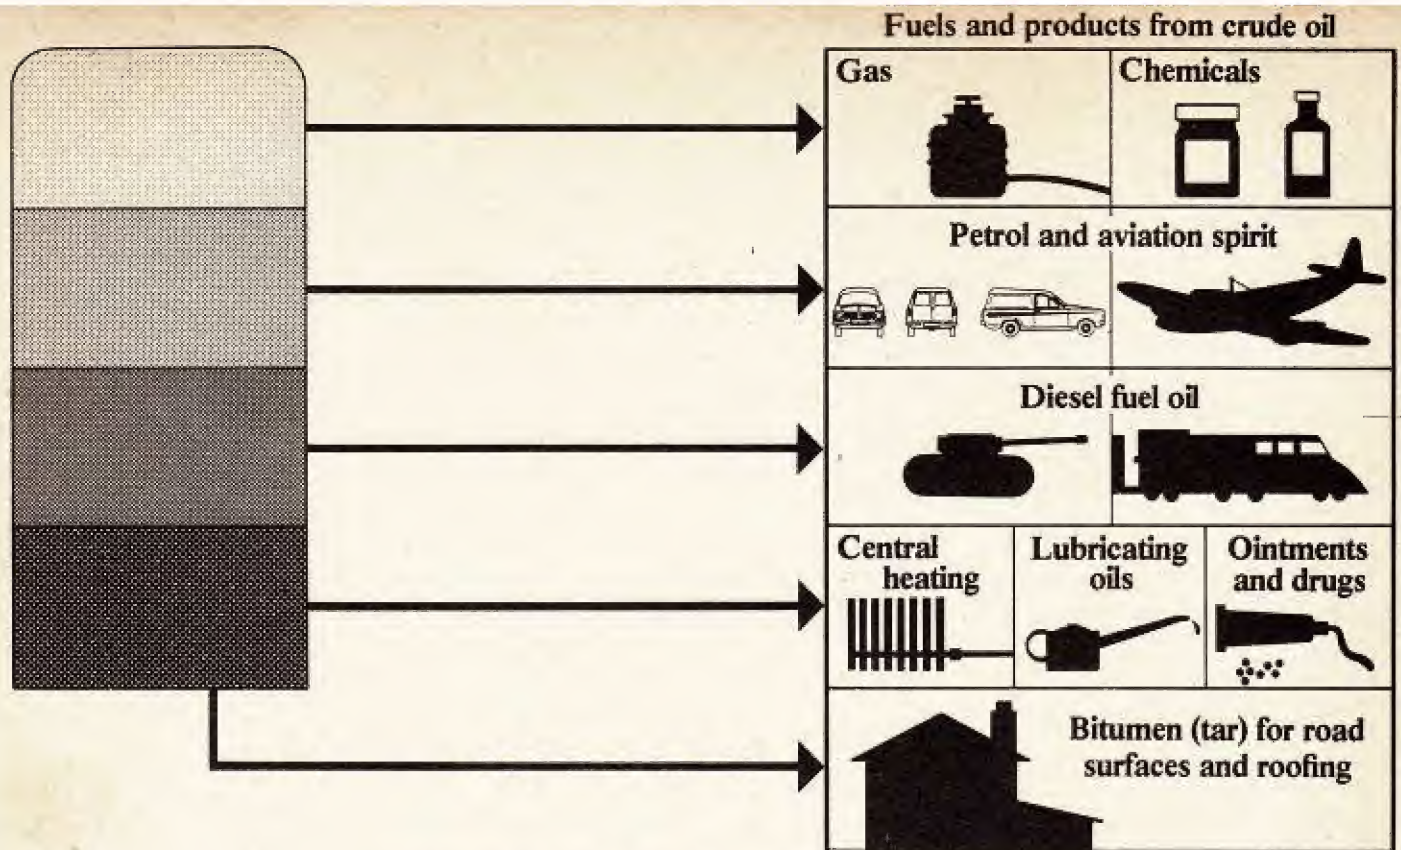 Fuels and products from crude oil
Gas
Chemicals
Petrol and aviation spirit
Diesel fuel oil
Central
heating
Lubricating
oils
Ointments
and drugs
Bitumen (tar) for road
surfaces and roofing